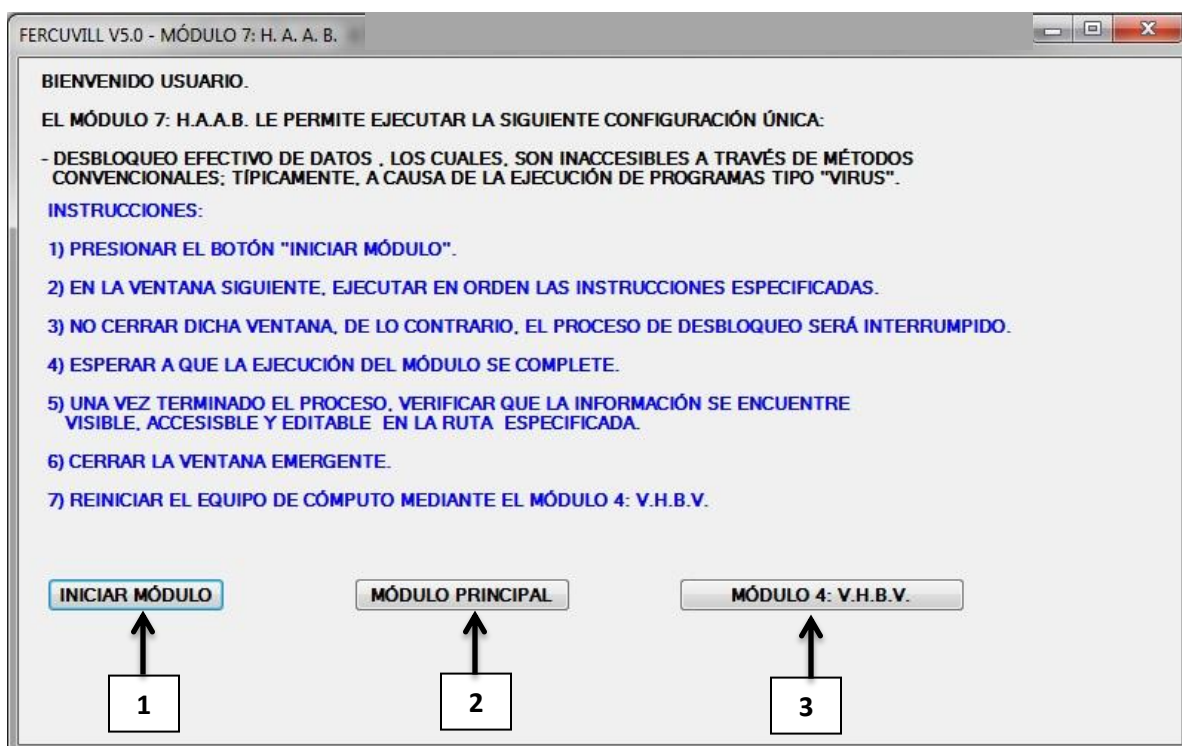 FERCUVILL V5.0 - MÓDULO 7: H. A. A. B.
BIENVENIDO USUARIO.
EL MÓDULO 7: H.A.A.B. LE PERMITE EJECUTAR LA SIGUIENTE CONFIGURACIÓN ÚNICA:
- DESBLOQUEO EFECTIVO DE DATOS , LOS CUALES, SON INACCESIBLES A TRAVÉS DE MÉTODOS
CONVENCIONALES; TÍPICAMENTE, A CAUSA DE LA EJECUCIÓN DE PROGRAMAS TIPO "VIRUS".
INSTRUCCIONES:
1) PRESIONAR EL BOTÓN "INICIAR MÓDULO".
2) EN LA VENTANA SIGUIENTE, EJECUTAR EN ORDEN LAS INSTRUCCIONES ESPECIFICADAS.
3) NO CERRAR DICHA VENTANA, DE LO CONTRARIO, EL PROCESO DE DESBLOQUEO SERÁ INTERRUMPIDO.
4) ESPERAR A QUE LA EJECUCIÓN DEL MÓDULO SE COMPLETE.
5) UNA VEZ TERMINADO EL PROCESO, VERIFICAR QUE LA INFORMACIÓN SE ENCUENTRE
VISIBLE, ACCESISBLE Y EDITABLE EN LA RUTA ESPECIFICADA.
6) CERRAR LA VENTANA EMERGENTE.
7) REINICIAR EL EQUIPO DE CÓMPUTO MEDIANTE EL MÓDULO 4: V.H.B.V.
INICIAR MÓDULO
MÓDULO PRINCIPAL
MÓDULO 4: V.H.B.V.
1
2
3